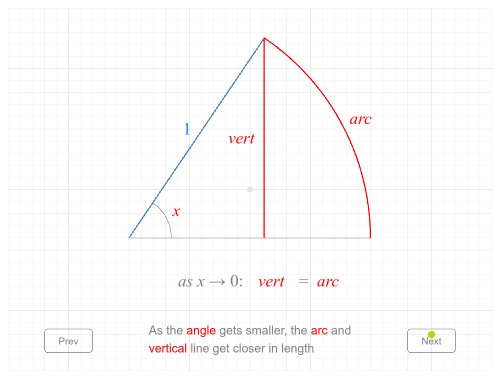 1
vert
arc
x
as x → 0: vert = arc
As the angle gets smaller, the arc and
vertical line get closer in length
Prev
Next